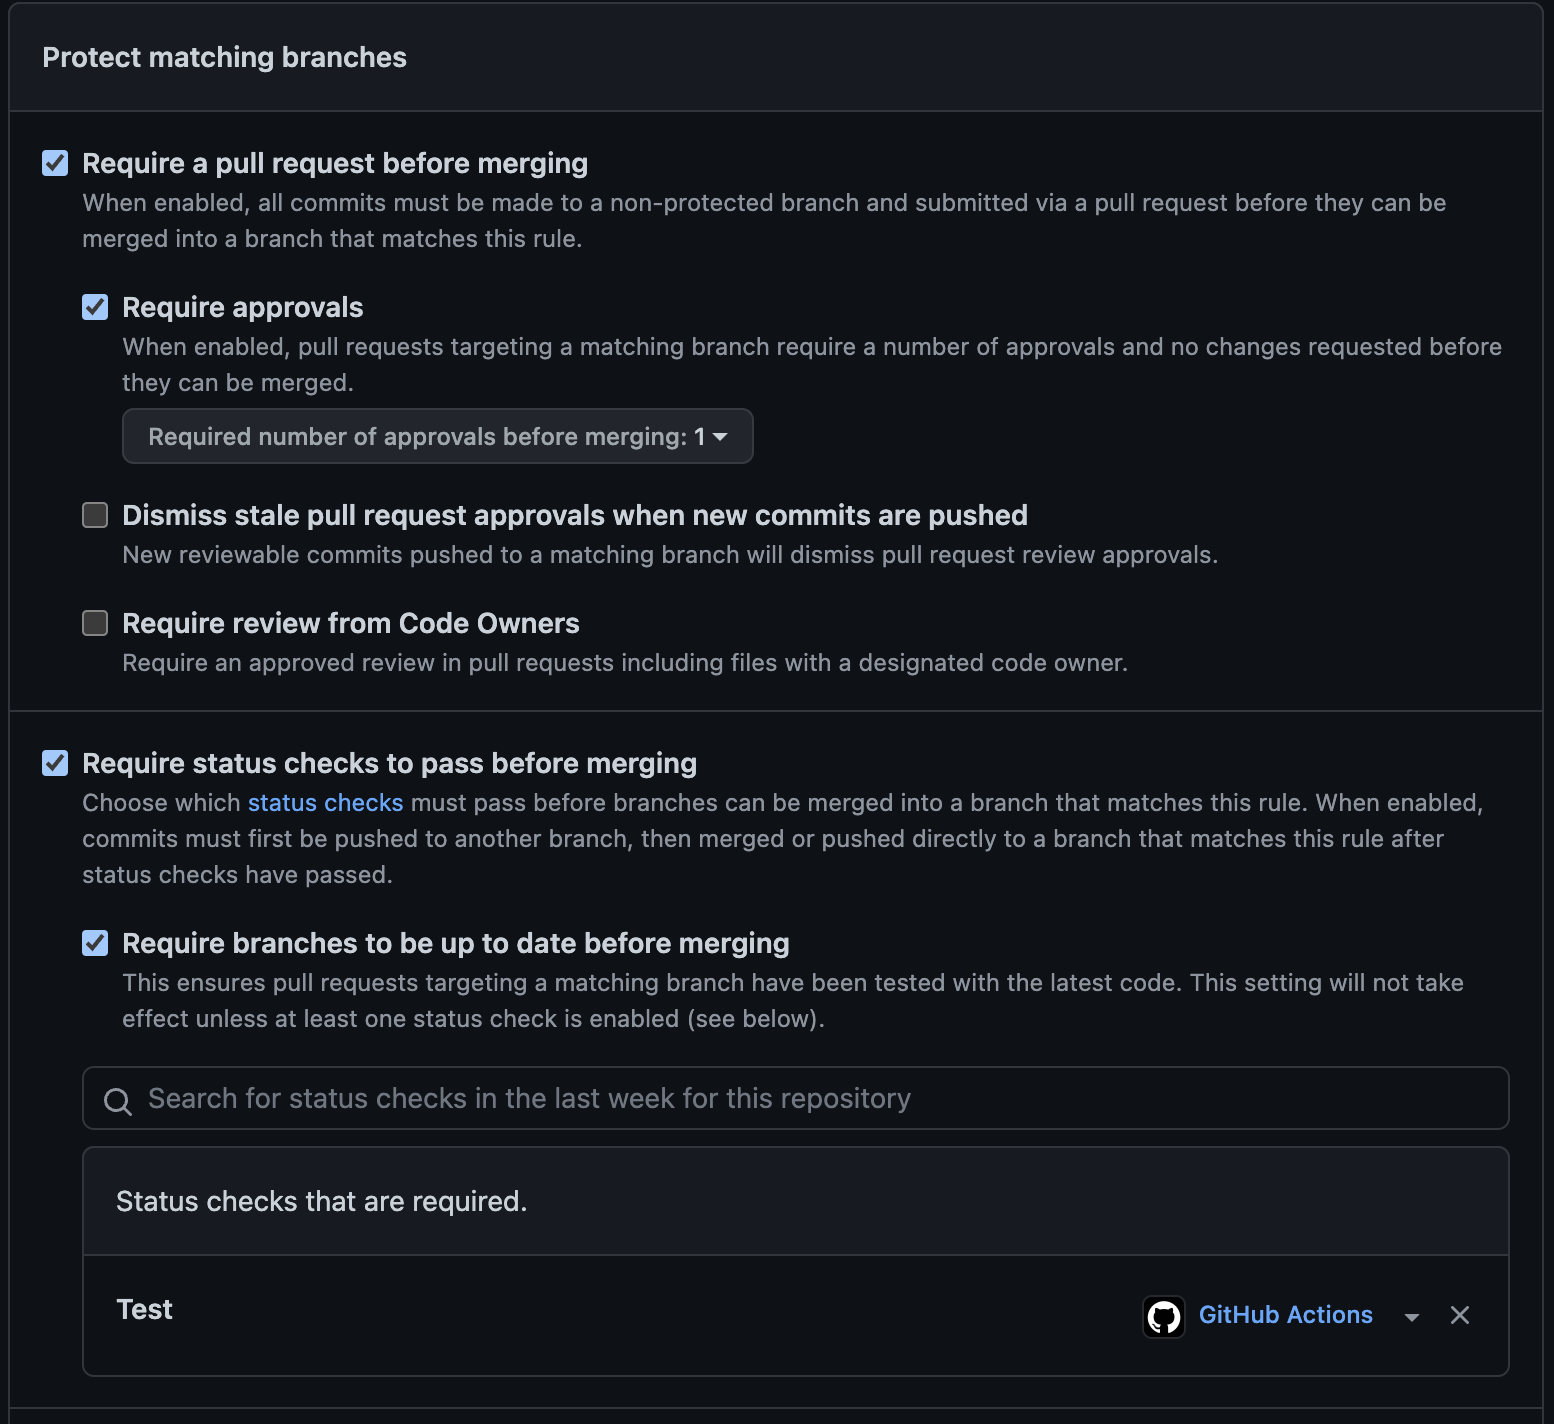 Protect matching branches
Require a pull request before merging
When enabled, all commits must be made to a non-protected branch and submitted via a pull request before they can be
merged into a branch that matches this rule.
Require approvals
When enabled, pull requests targeting a matching branch require a number of approvals and no changes requested before
they can be merged.
Required number of approvals before merging: 1
Dismiss stale pull request approvals when new commits are pushed
New reviewable commits pushed to a matching branch will dismiss pull request review approvals.
Require review from Code Owners
Require an approved review in pull requests including files with a designated code owner.
Require status checks to pass before merging
Choose which status checks must pass before branches can be merged into a branch that matches this rule. When enabled,
commits must first be pushed to another branch, then merged or pushed directly to a branch that matches this rule after
status checks have passed.
Require branches to be up to date before merging
This ensures pull requests targeting a matching branch have been tested with the latest code. This setting will not take
effect unless at least one status check is enabled (see below).
Search for status checks in the last week for this repository
Status checks that are required.
Test
GitHub Actions